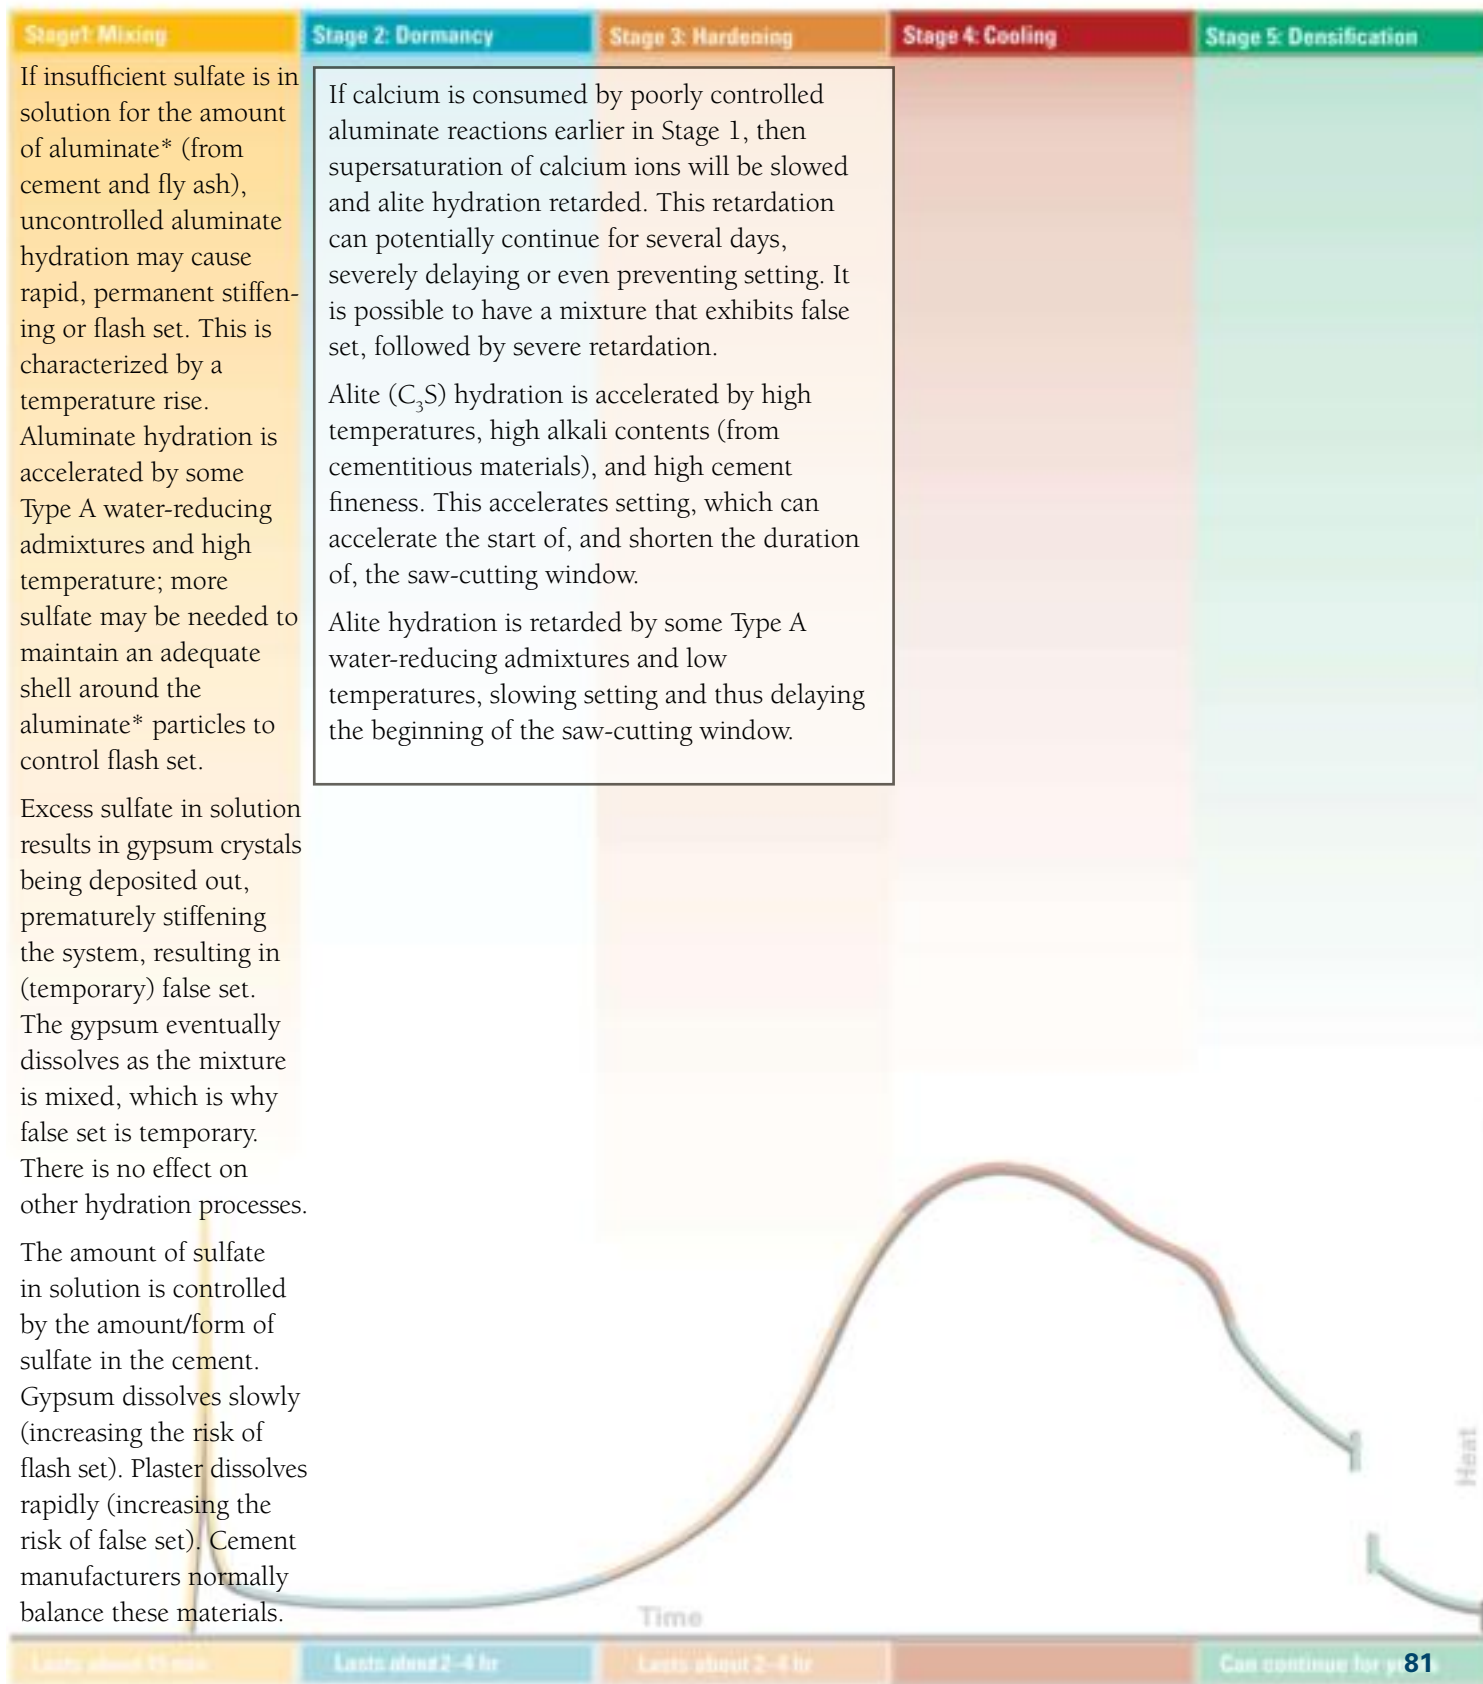 Stage1: Mixing
Stage 2: Dormancy
Stage 3: Hardening
Stage 4: Cooling
Stage 5: Densification
If insufficient sulfate is in
solution for the amount
of aluminate* (from
cement and fly ash),
uncontrolled aluminate
hydration may cause
rapid, permanent stiffen-
ing or flash set. This is
characterized by a
temperature rise.
Aluminate hydration is
accelerated by some
Type A water-reducing
admixtures and high
temperature; more
sulfate may be needed to
maintain an adequate
shell around the
aluminate* particles to
control flash set.
Excess sulfate in solution
results in gypsum crystals
being deposited out,
prematurely stiffening
the system, resulting in
(temporary) false set.
The gypsum eventually
dissolves as the mixture
is mixed, which is why
false set is temporary.
There is no effect on
other hydration processes.
The amount of sulfate
in solution is controlled
by the amount/form of
sulfate in the cement.
Gypsum dissolves slowly
(increasing the risk of
flash set). Plaster dissolves
rapidly (increasing the
risk of false set). Cement
manufacturers normally
balance these materials.
If calcium is consumed by poorly controlled
aluminate reactions earlier in Stage 1, then
supersaturation of calcium ions will be slowed
and alite hydration retarded. This retardation
can potentially continue for several days,
severely delaying or even preventing setting. It
is possible to have a mixture that exhibits false
set, followed by severe retardation.
Alite (C₃S) hydration is accelerated by high
temperatures, high alkali contents (from
cementitious materials), and high cement
fineness. This accelerates setting, which can
accelerate the start of, and shorten the duration
of, the saw-cutting window.
Alite hydration is retarded by some Type A
water-reducing admixtures and low
temperatures, slowing setting and thus delaying
the beginning of the saw-cutting window.
Heat
Time
Lasts about 15 min
Lasts about 2–4 hr
Lasts about 2–4 hr
Can continue for
81